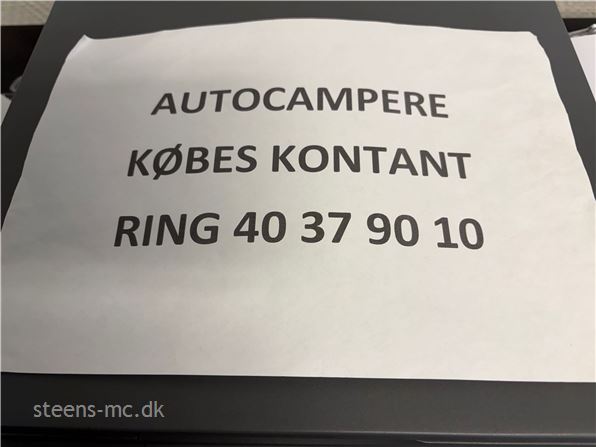 AUTOCAMPERE
KØBES KONTANT
RING 40 37 90 10
steens-mc.dk